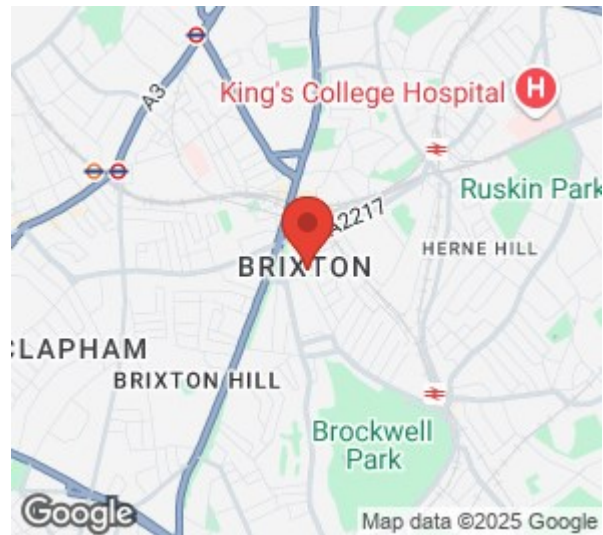 A3
King's College Hospital
H
A2217
Ruskin Park
BRIXTON
HERNE HILL
CLAPHAM
BRIXTON HILL
Brockwell
Park
Google
Map data ©2025 Google